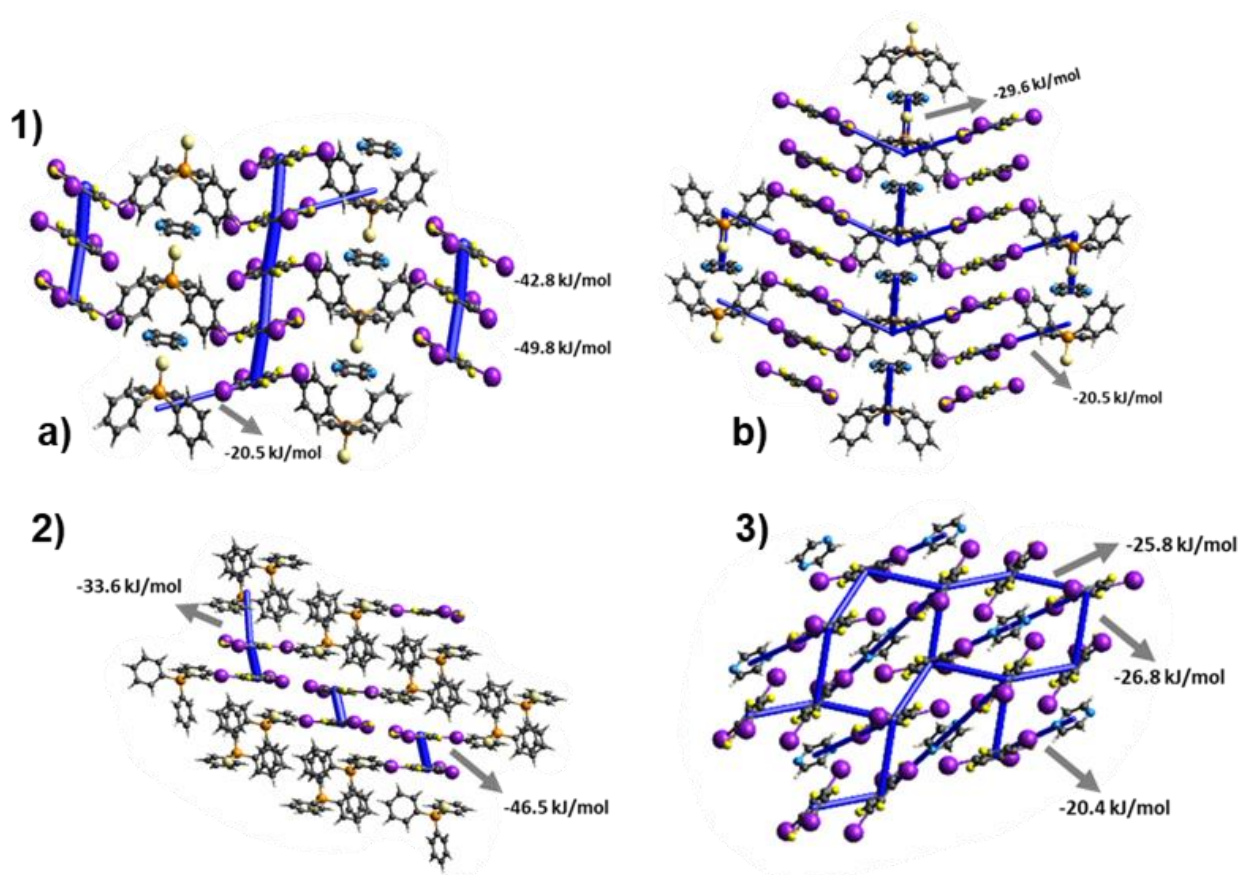 1)
-42.8 kJ/mol
-49.8 kJ/mol
-20.5 kJ/mol
a)
-29.6 kJ/mol
-20.5 kJ/mol
b)
2)
-33.6 kJ/mol
-46.5 kJ/mol
3)
-25.8 kJ/mol
-26.8 kJ/mol
-20.4 kJ/mol